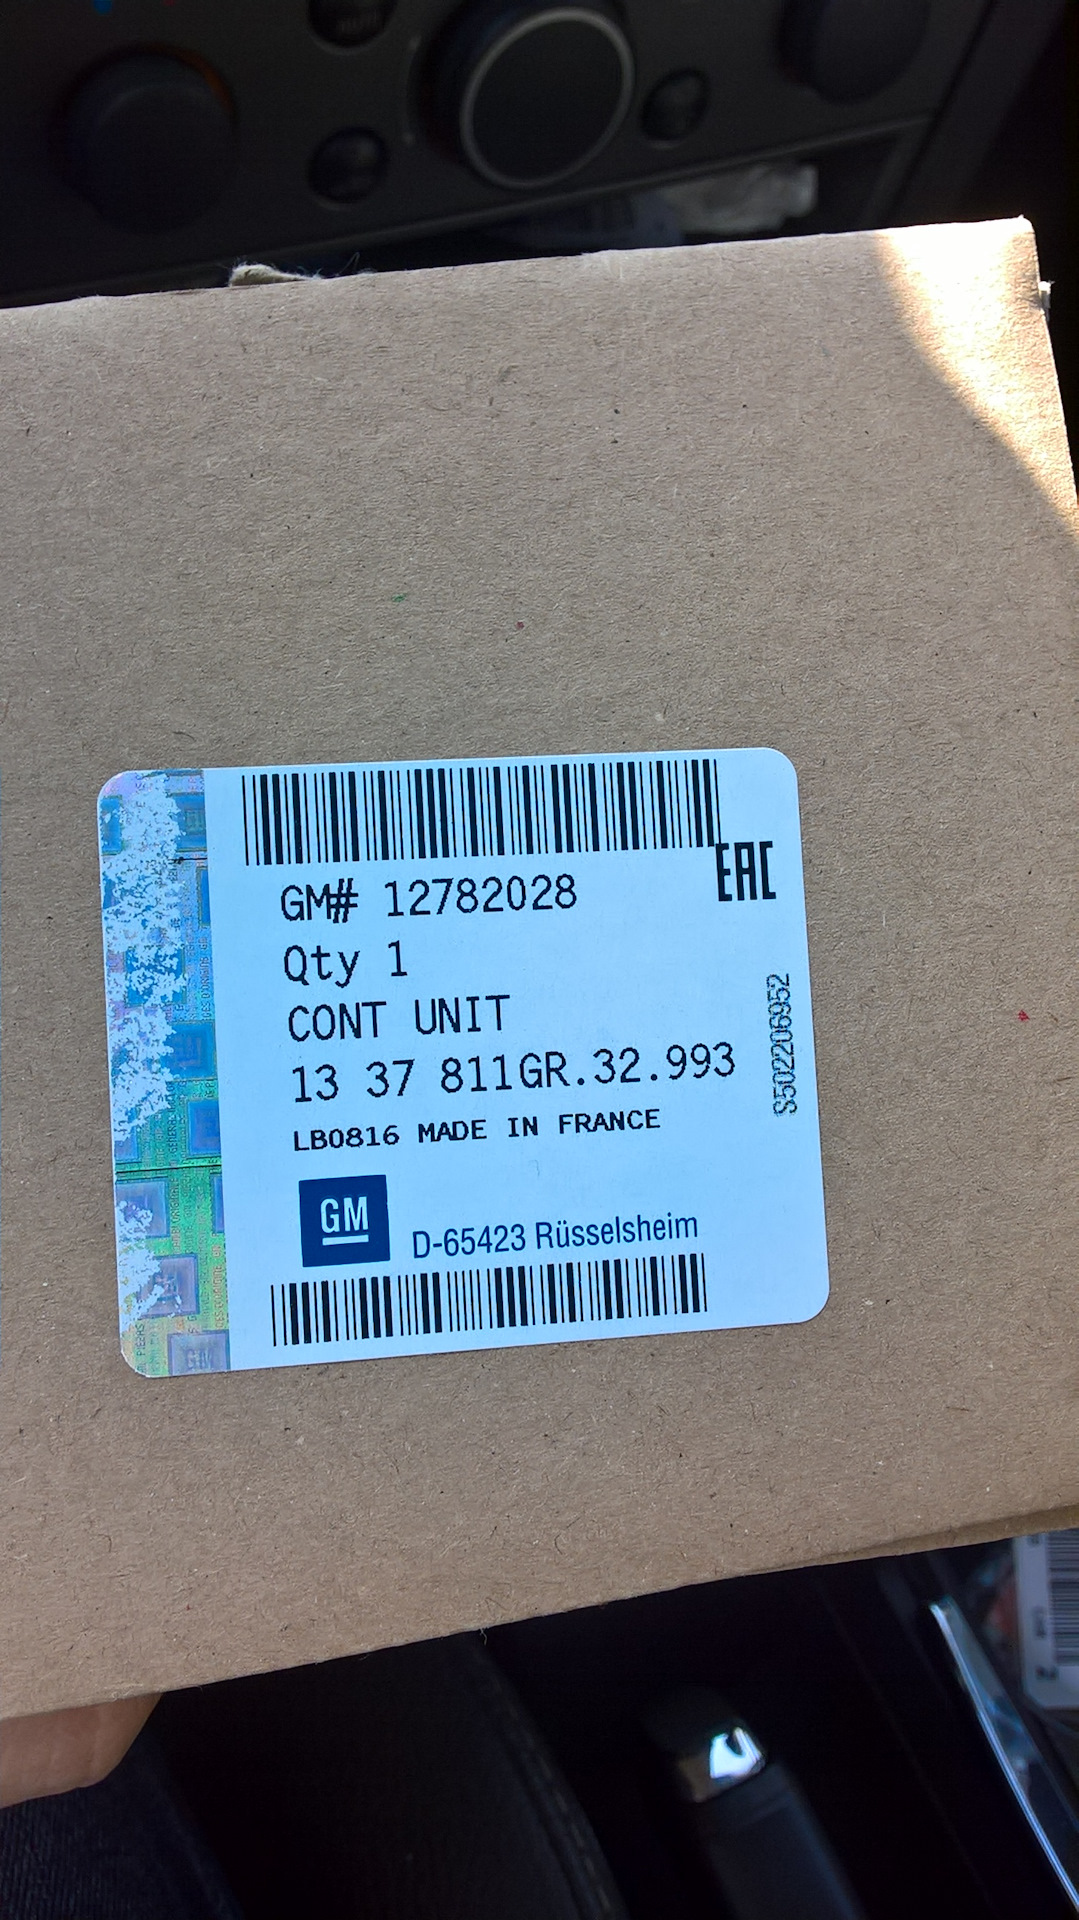 EAC
GM# 12782028
Qty 1
CONT UNIT
13 37 811GR.32.993
LB0816 MADE IN FRANCE
S502206952
GM
D-65423 Rüsselsheim